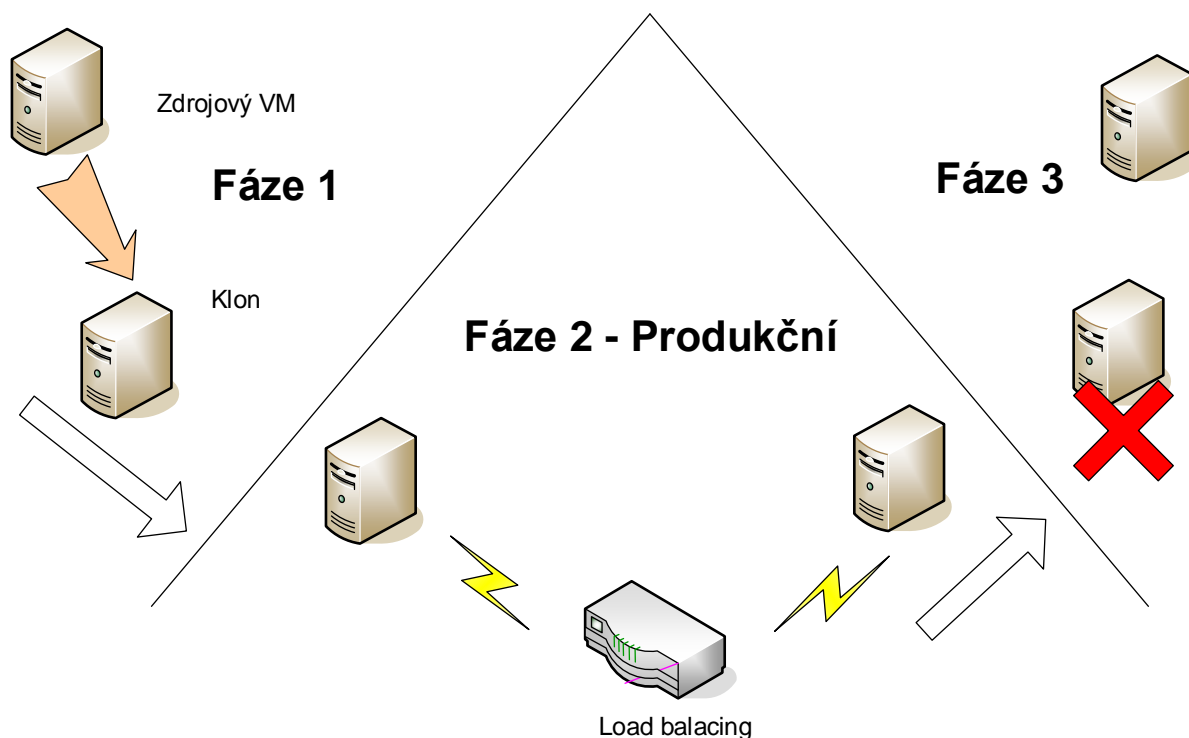 Zdrojový VM
Fáze 1
Klon
Fáze 2 - Produkční
Load balacing
Fáze 3